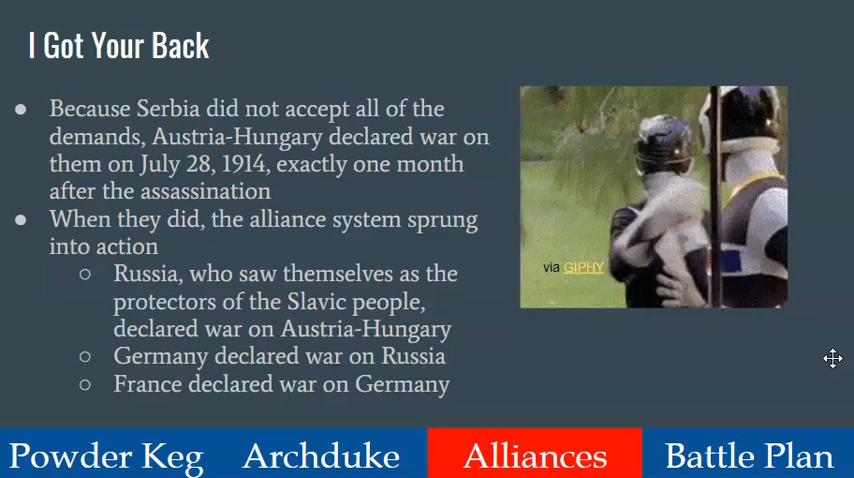 I Got Your Back
● Because Serbia did not accept all of the
demands, Austria-Hungary declared war on
them on July 28, 1914, exactly one month
after the assassination
● When they did, the alliance system sprung
into action
○ Russia, who saw themselves as the
protectors of the Slavic people,
declared war on Austria-Hungary
○ Germany declared war on Russia
○ France declared war on Germany
via GIPHY
Powder Keg Archduke Alliances Battle Plan